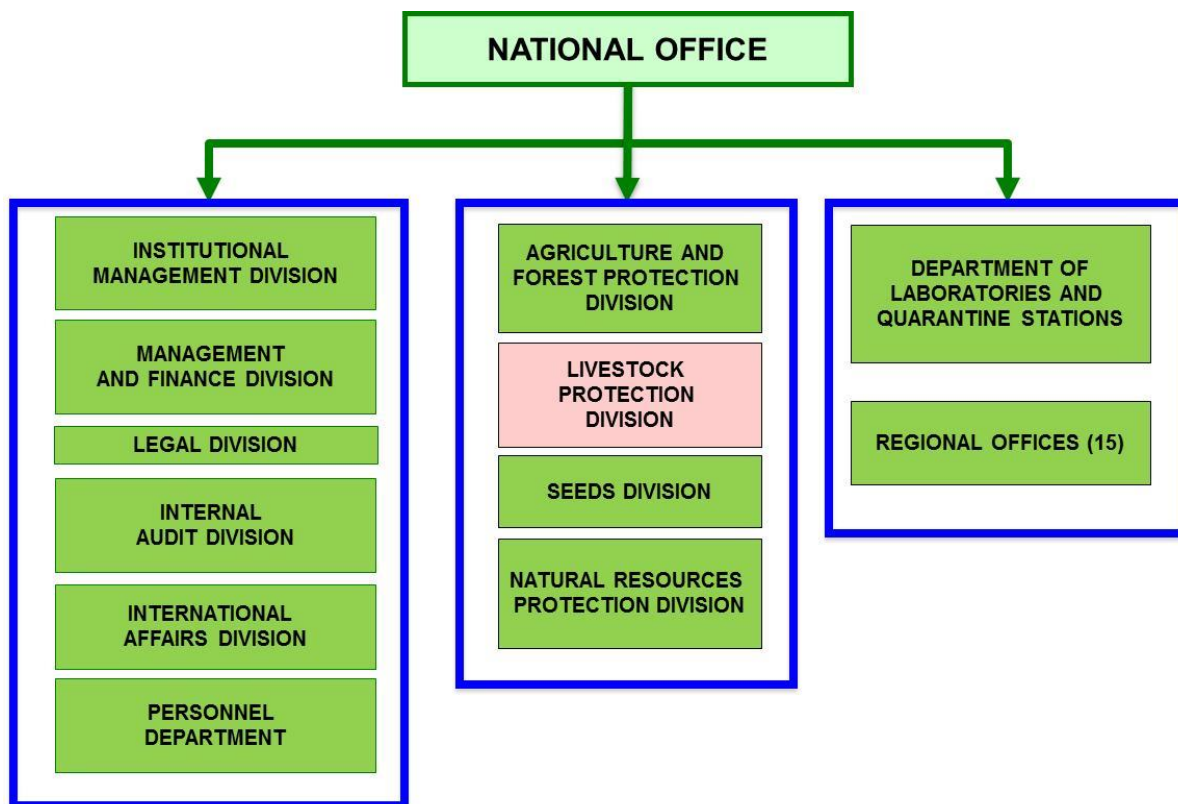 NATIONAL OFFICE
INSTITUTIONAL
MANAGEMENT DIVISION
MANAGEMENT
AND FINANCE DIVISION
LEGAL DIVISION
INTERNAL
AUDIT DIVISION
INTERNATIONAL
AFFAIRS DIVISION
PERSONNEL
DEPARTMENT
AGRICULTURE AND
FOREST PROTECTION
DIVISION
LIVESTOCK
PROTECTION
DIVISION
SEEDS DIVISION
NATURAL RESOURCES
PROTECTION DIVISION
DEPARTMENT OF
LABORATORIES AND
QUARANTINE STATIONS
REGIONAL OFFICES (15)